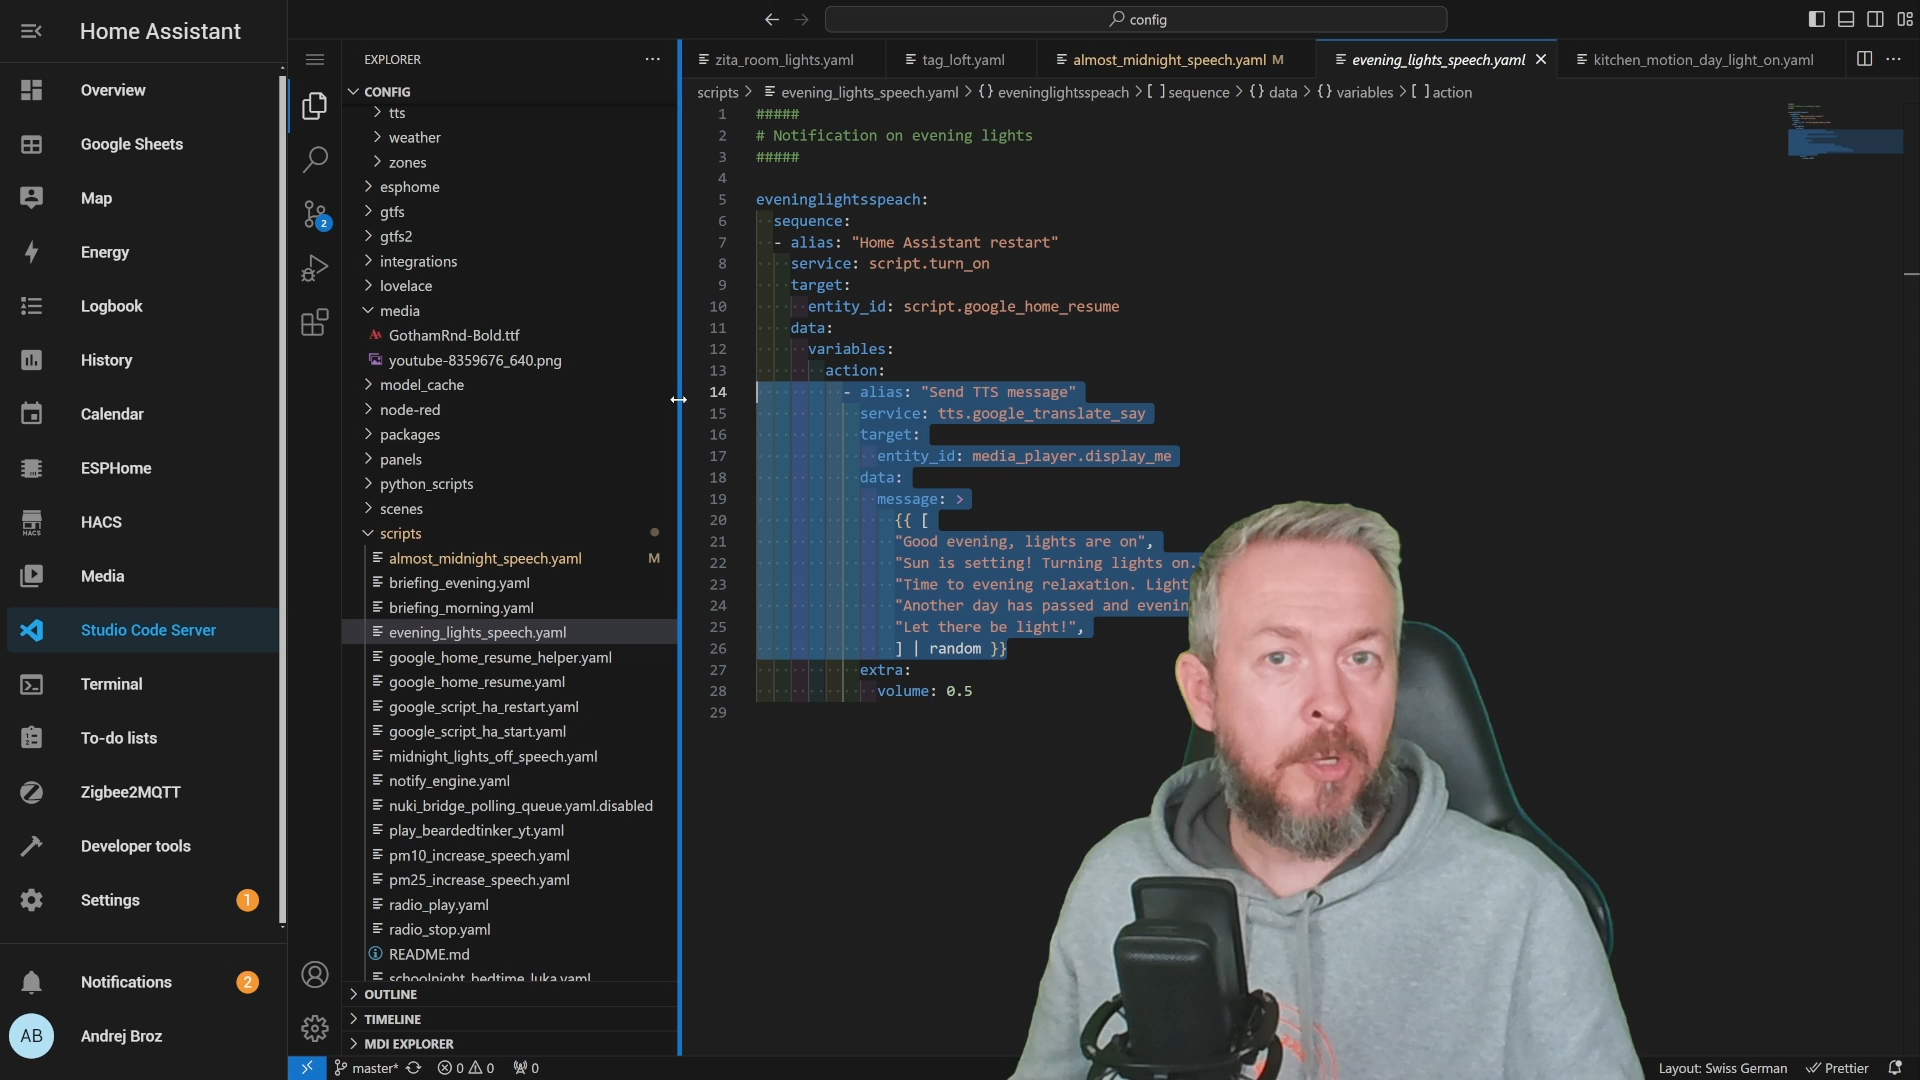 Home Assistant
Overview
Google Sheets
Map
Energy
Logbook
History
Calendar
ESPHome
HACS
HACS
Media
Studio Code Server
Terminal
To-do lists
Zigbee2MQTT
Developer tools
Settings
1
Notifications
2
AB
Andrej Broz
config
2
EXPLORER
CONFIG
tts
weather
zones
esphome
gtfs
gtfs2
integrations
lovelace
media
GothamRnd-Bold.ttf
youtube-8359676_640.png
model_cache
node-red
packages
panels
python_scripts
scenes
scripts
almost_midnight_speech.yaml M
briefing_evening.yaml
briefing_morning.yaml
evening_lights_speech.yaml
google_home_resume_helper.yaml
google_home_resume.yaml
google_script_ha_restart.yaml
google_script_ha_start.yaml
midnight_lights_off_speech.yaml
notify_engine.yaml
nuki_bridge_polling_queue.yaml.disabled
play_beardedtinker_yt.yaml
pm10_increase_speech.yaml
pm25_increase_speech.yaml
radio_play.yaml
radio_stop.yaml
README.md
schoolnight_bedtime_luka.yaml
OUTLINE
TIMELINE
MDI EXPLORER
zita_room_lights.yaml
tag_loft.yaml
almost_midnight_speech.yaml M
evening_lights_speech.yaml
kitchen_motion_day_light_on.yaml
scripts > evening_lights_speech.yaml > {} eveninglightsspeach > [ ] sequence > {} data > {} variables > [ ] action
1 #####
2 # Notification on evening lights
3 #####
4
5 eveninglightsspeach:
6 sequence:
7 - alias: "Home Assistant restart"
8 service: script.turn_on
9 target:
10 entity_id: script.google_home_resume
11 data:
12 variables:
13 action:
14 - alias: "Send TTS message"
15 service: tts.google_translate_say
16 target:
17 entity_id: media_player.display_me
18 data:
19 message: >
20 {{ [
21 "Good evening, lights are on",
22 "Sun is setting! Turning lights on.
23 "Time to evening relaxation. Light
24 "Another day has passed and evenin
25 "Let there be light!",
26 ] | random }}
27 extra:
28 volume: 0.5
29
master* 0 0 0
Layout: Swiss German Prettier